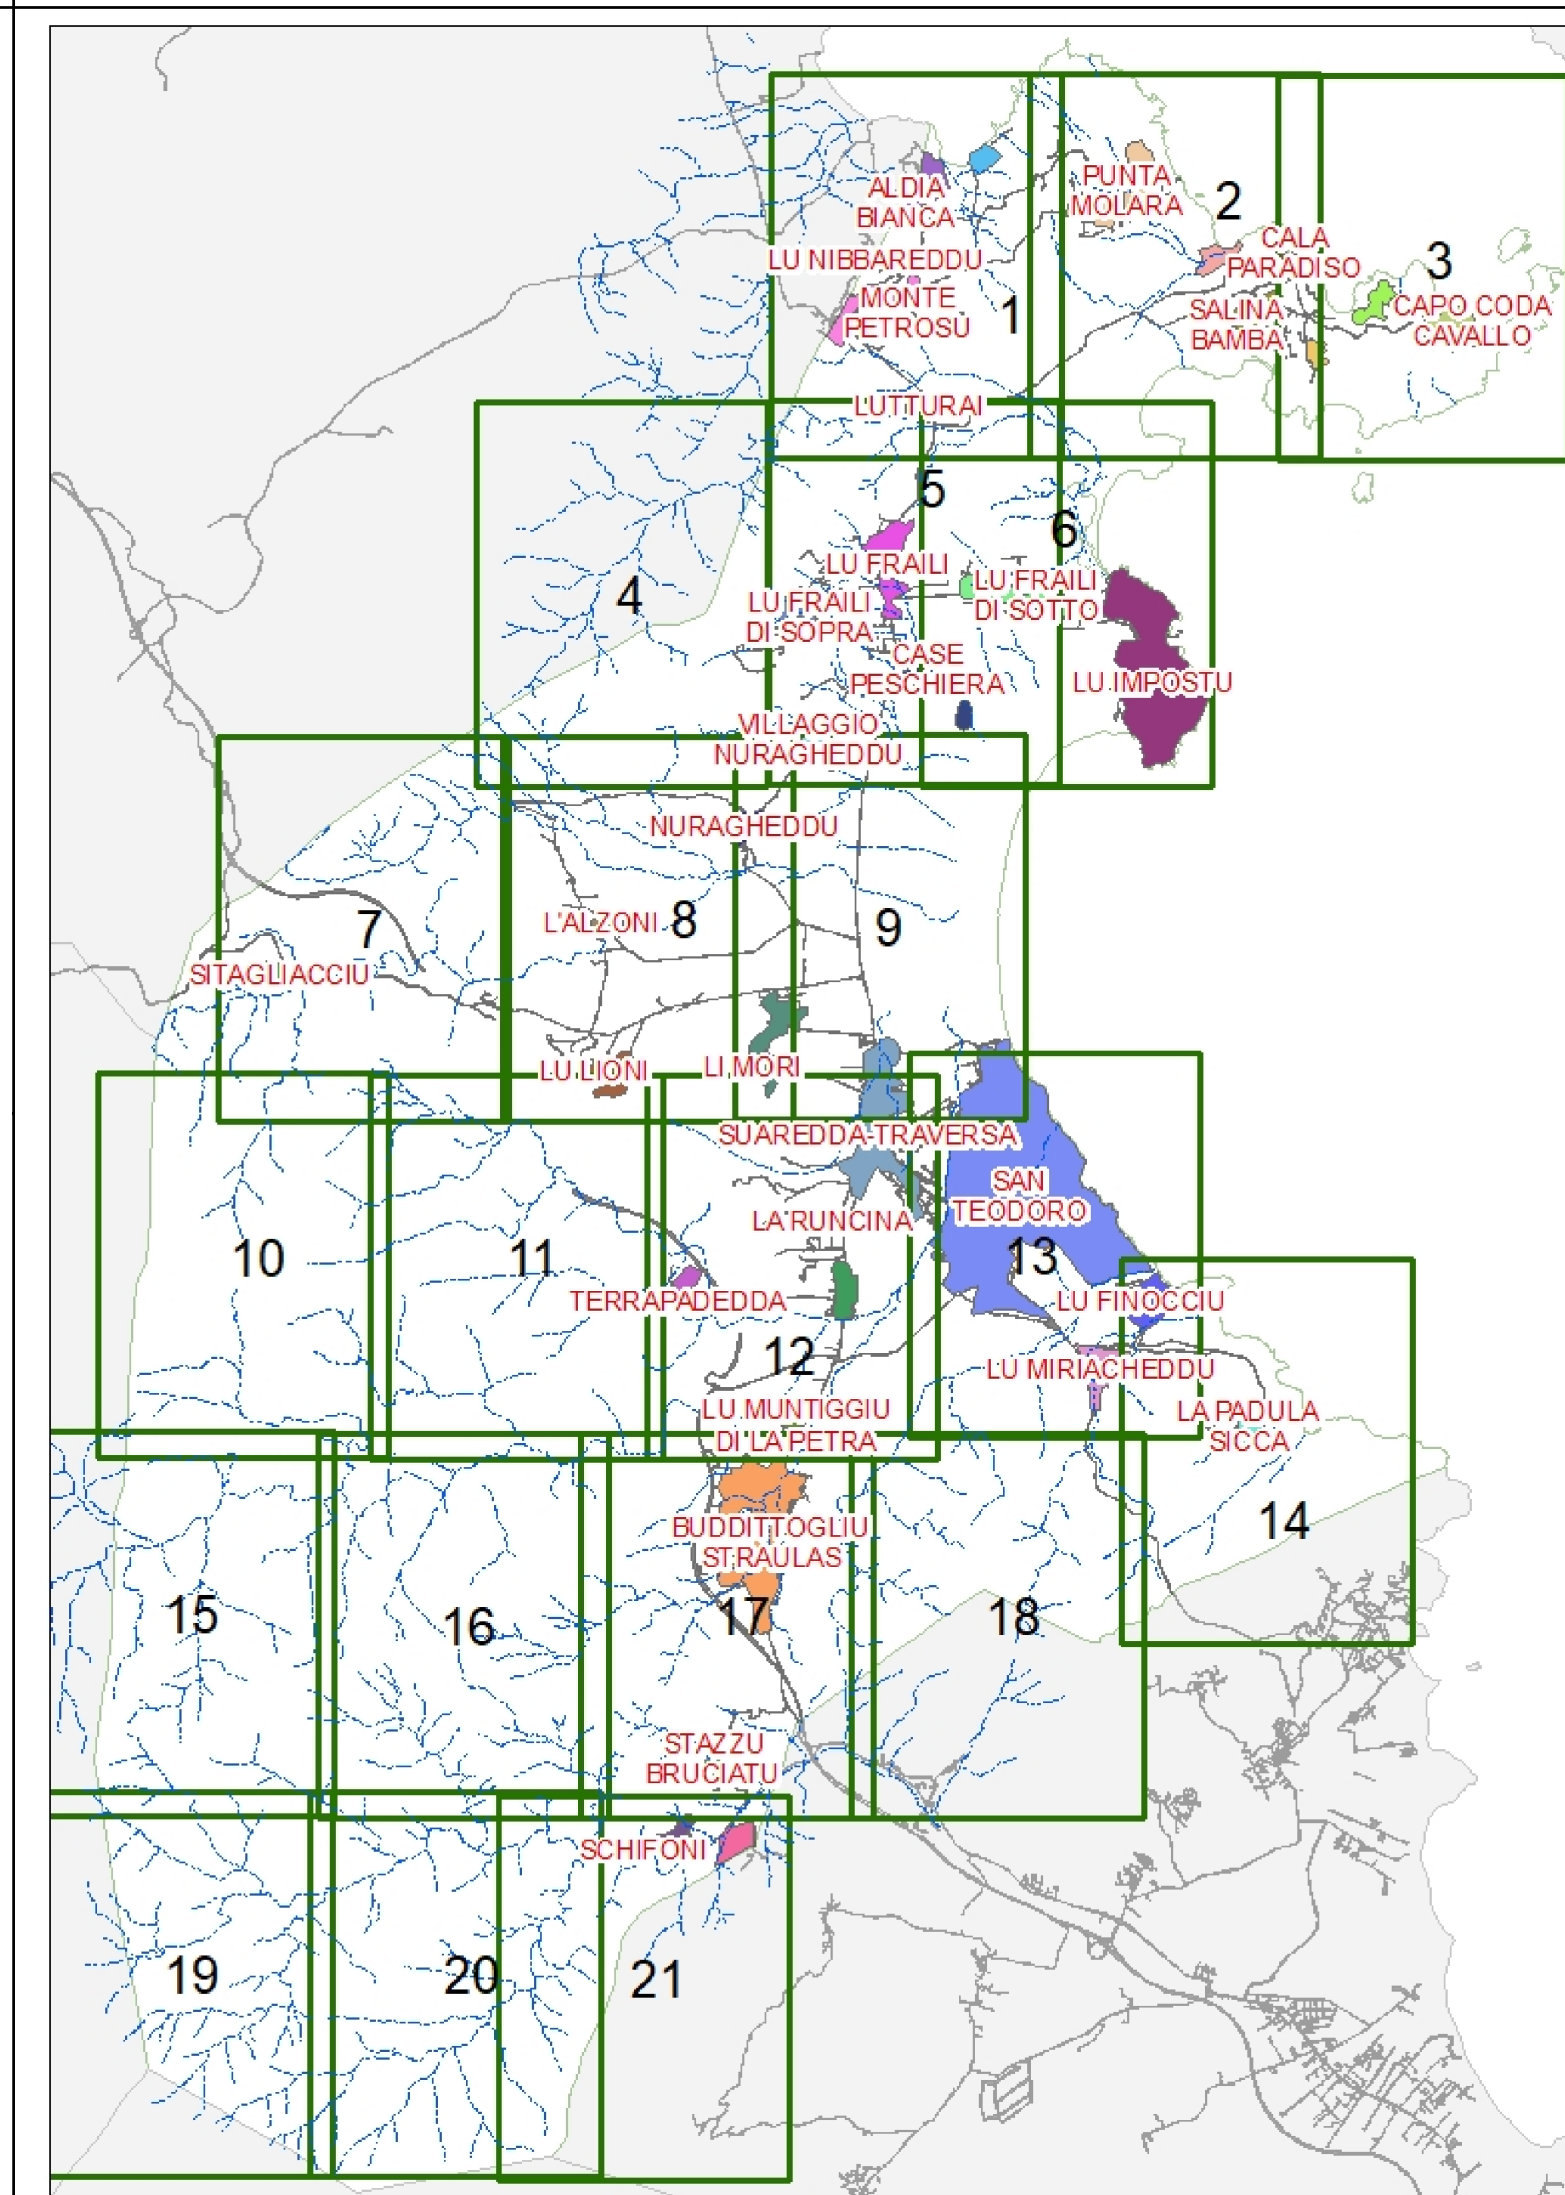 ALDIA
BIANCA
PUNTA
MOLARA
2
LU NIBBAREDDU
CALA
PARADISO
3
MONTE
PETROSU
1
SALINA
BAMBA
CAPO CODA
CAVALLO
LUTTURAI
5
6
4
LU FRAILI
LU FRAILI
DI SOTTO
LU FRAILI
DI SOPRA
CASE
PESCHIERA
LU IMPOSTU
VILLAGGIO
NURAGHEDDU
NURAGHEDDU
7
L'ALZONI
8
9
SITAGLIACCIU
LU LIONI
LI MORI
SUAREDDA-TRAVERSA
SAN
TEODORO
LA RUNCINA
10
11
13
TERRAPADEDDA
LU FINOCCIU
12
LU MIRIACHEDDU
LU MUNTIGGIU
DI LA PETRA
LA PADULA
SICCA
14
BUDDITTOGLIU
STRAULAS
15
16
17
18
STAZZU
BRUCIATU
SCHIFONI
19
20
21